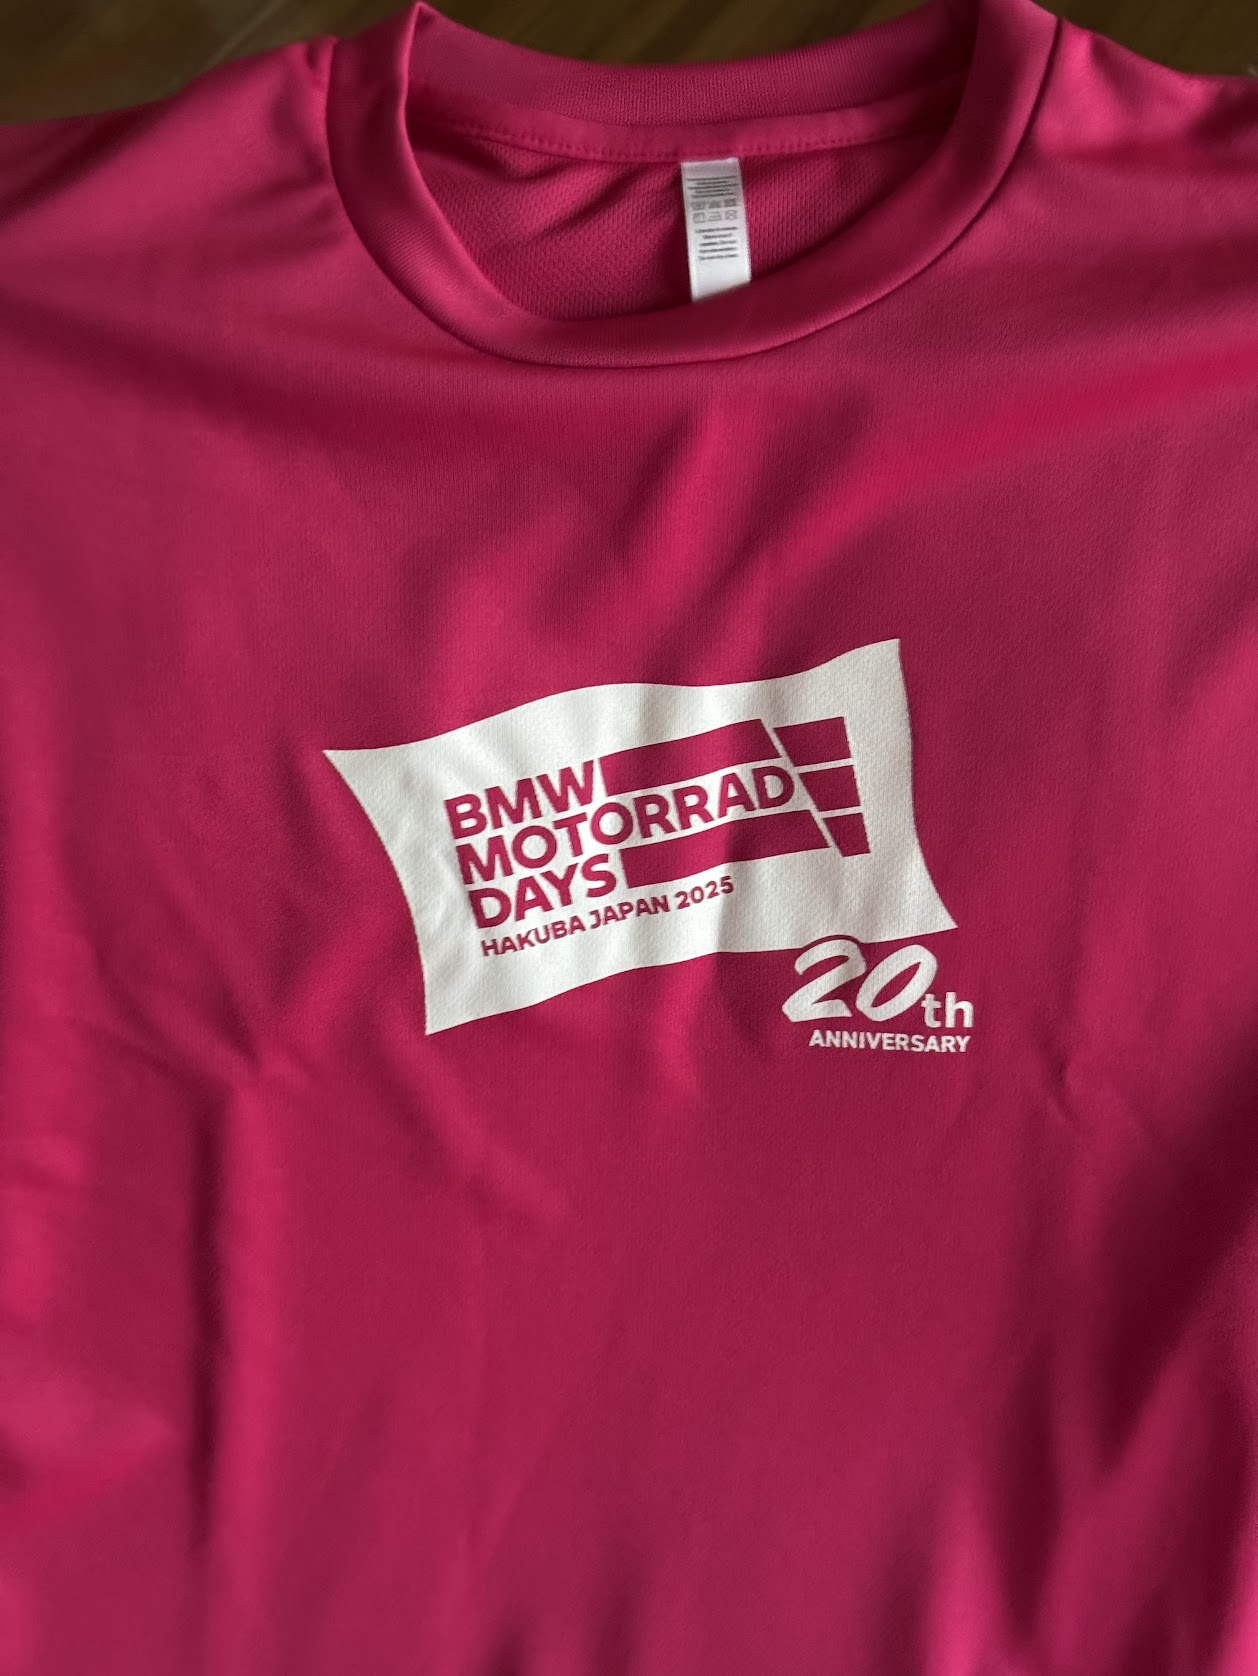 BMW
MOTORRAD
DAYS
HAKUBA JAPAN 2025
20th
ANNIVERSARY